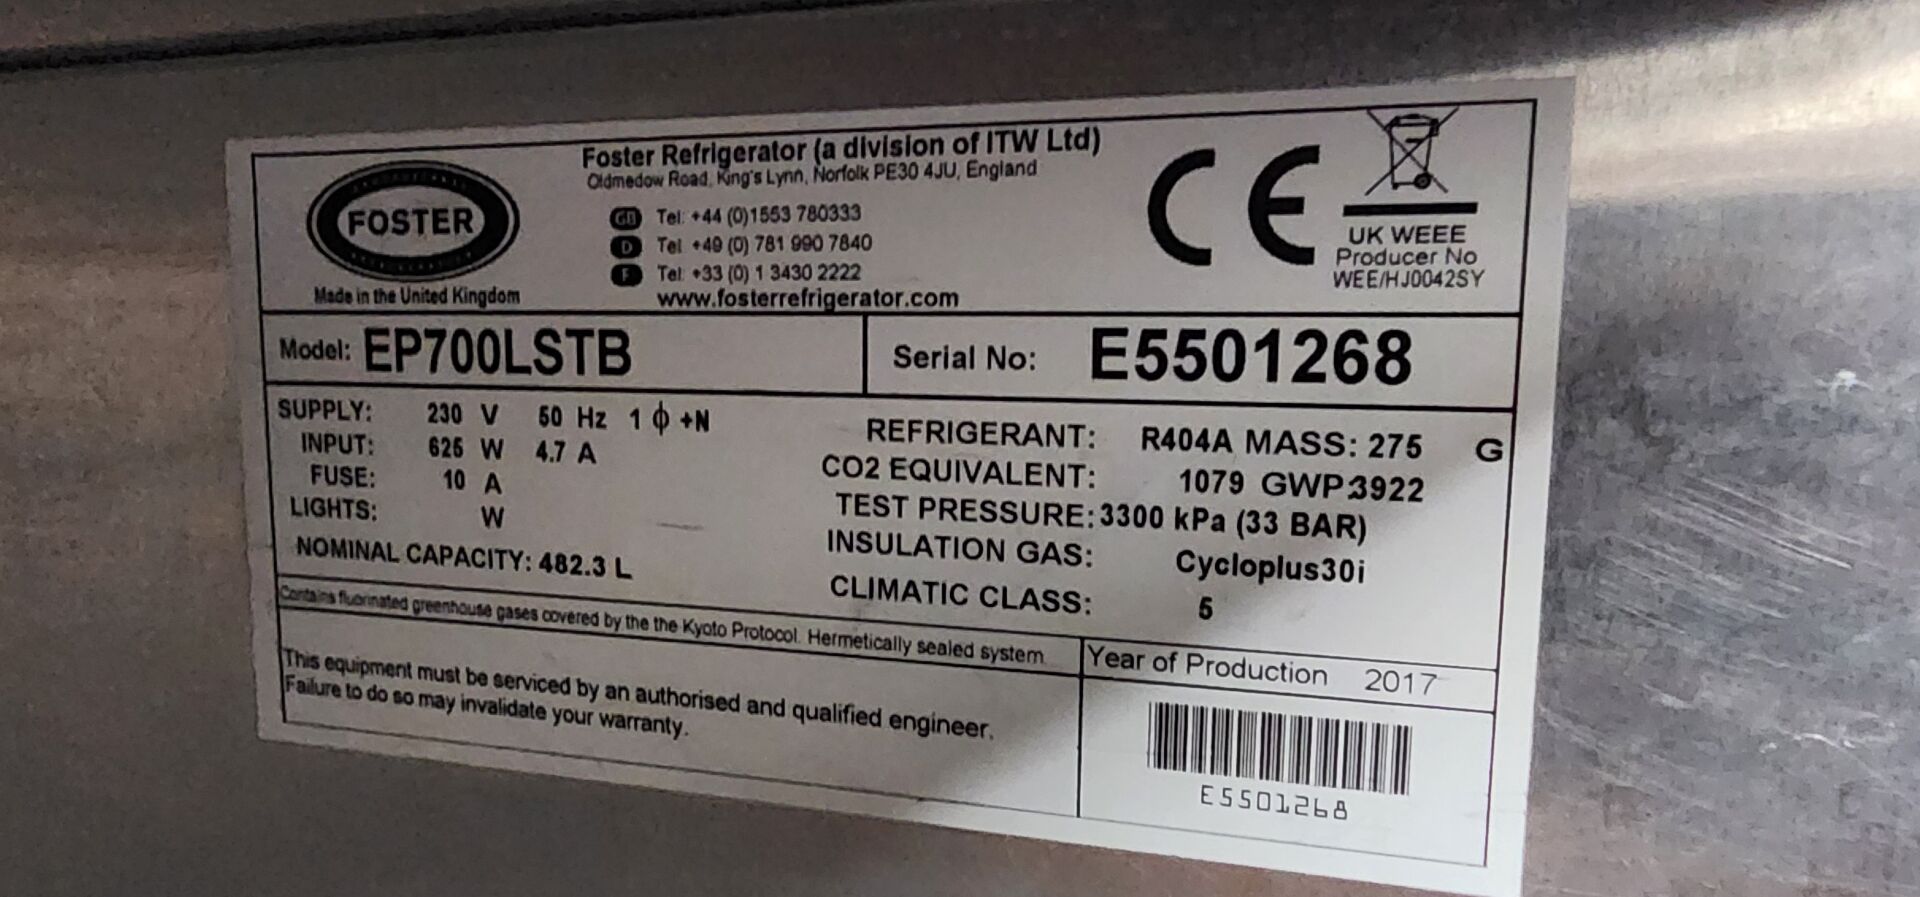 FOSTER
Made in the United Kingdom
Foster Refrigerator (a division of ITW Ltd)
Oldmedow Road, King's Lynn, Norfolk PE30 4JU, England
GB Tel: +44 (0)1553 780333
D Tel +49 (0) 781 990 7840
F Tel: +33 (0) 1 3430 2222
www.fosterrefrigerator.com
CE
UK WEEE
Producer No
WEE/HJ0042SY
Model: EP700LSTB
Serial No: E5501268
SUPPLY: 230 V 50 Hz 1 ϕ +N
INPUT: 625 W 4.7 A
FUSE: 10 A
LIGHTS: W
NOMINAL CAPACITY: 482.3 L
REFRIGERANT: R404A MASS: 275 G
CO2 EQUIVALENT: 1079 GWP:3922
TEST PRESSURE: 3300 kPa (33 BAR)
INSULATION GAS: Cycloplus30i
CLIMATIC CLASS: 5
Contains fluorinated greenhouse gases covered by the the Kyoto Protocol. Hermetically sealed system
This equipment must be serviced by an authorised and qualified engineer.
Failure to do so may invalidate your warranty.
Year of Production 2017
E5501268